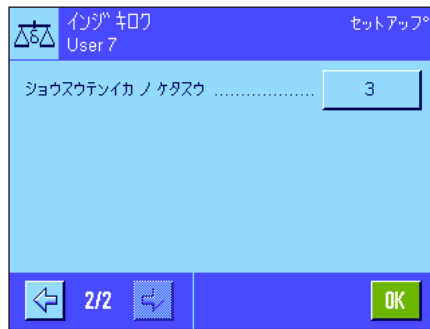 インジ゛キロク
セットアップ
User 7
ショウスウテンイカ ノ ケタスウ ................... 3
2/2
OK